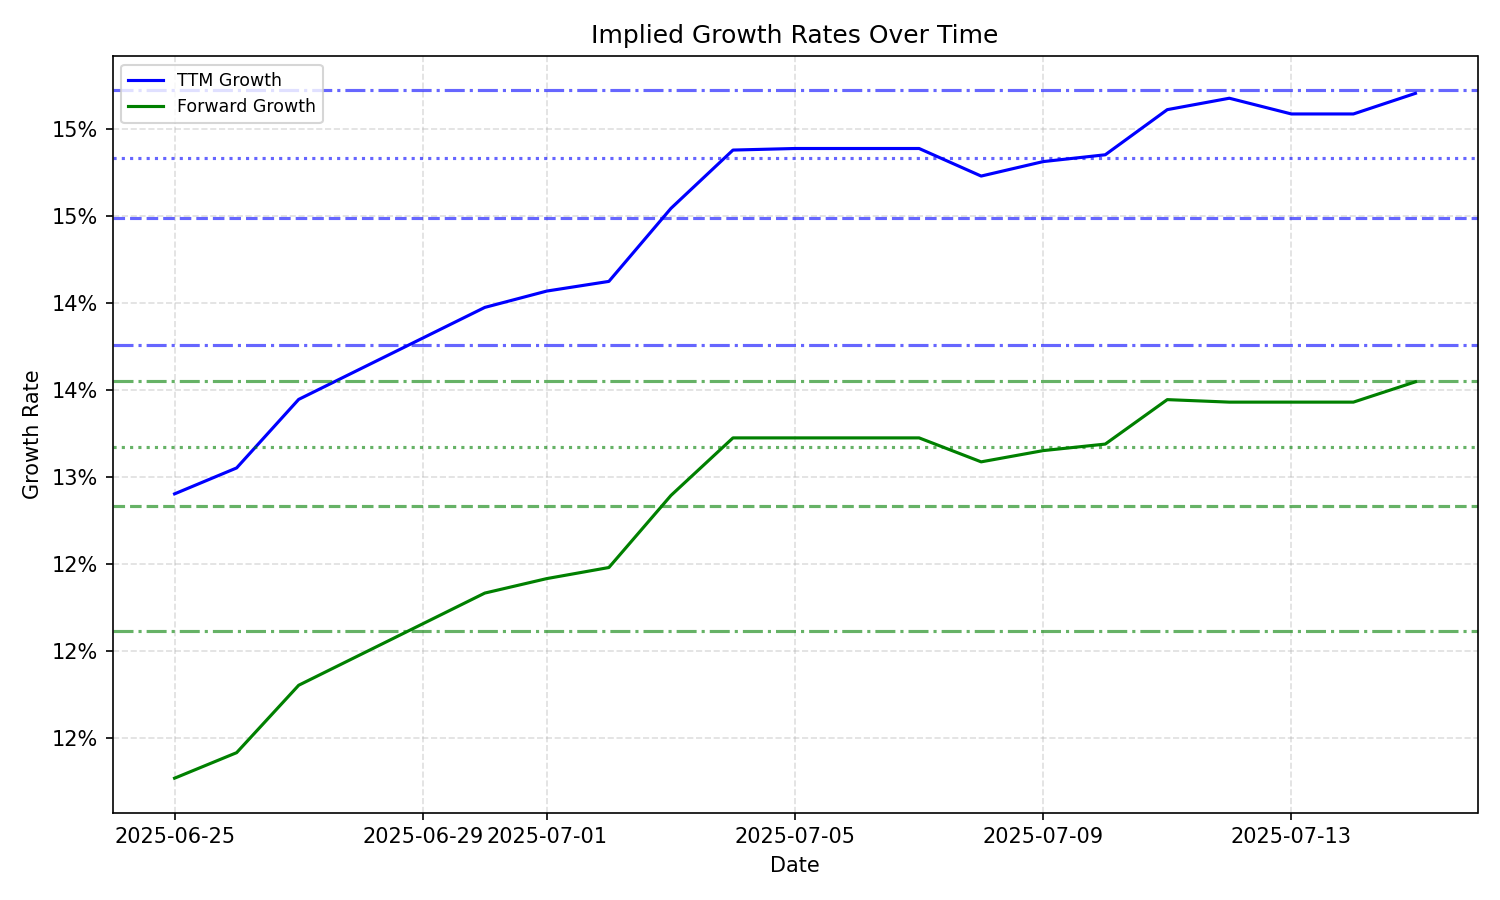 Implied Growth Rates Over Time
TTM Growth
Forward Growth
15%
15%
14%
14%
13%
12%
12%
12%
Growth Rate
2025-06-25
2025-06-29
2025-07-01
2025-07-05
2025-07-09
2025-07-13
Date